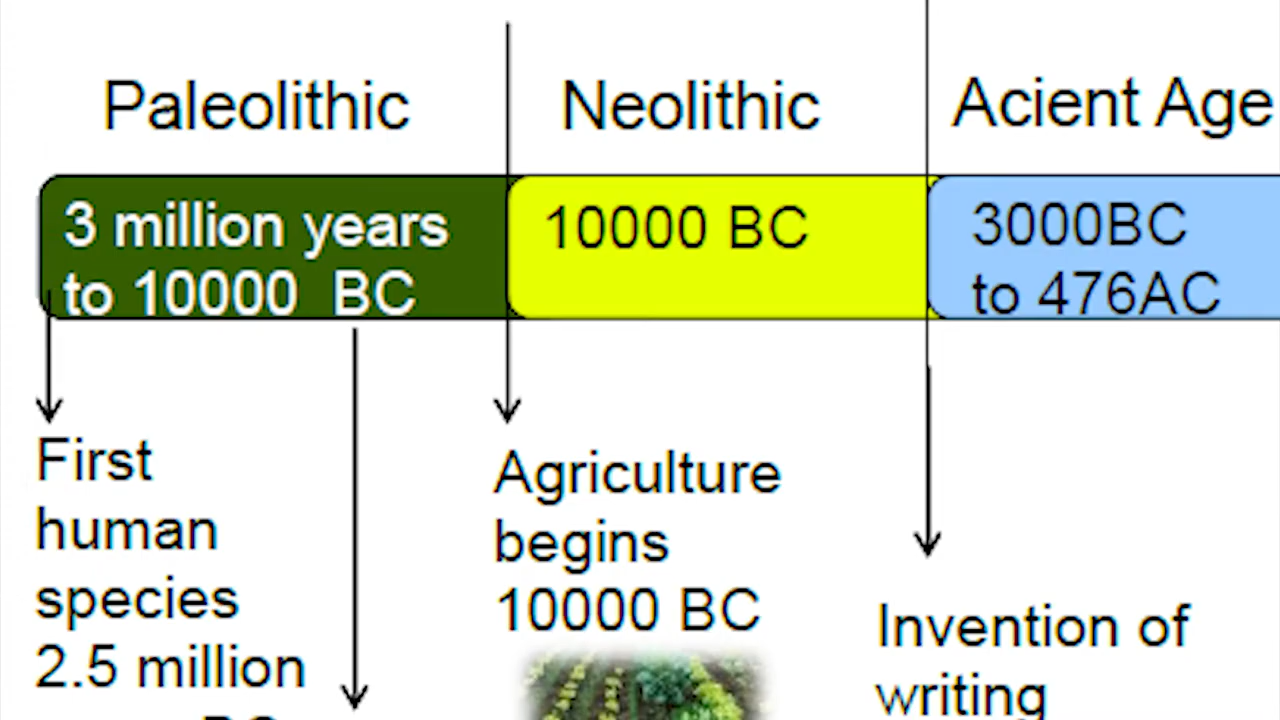 Paleolithic
Neolithic
Acient Age
3 million years
to 10000 BC
10000 BC
3000BC
to 476AC
First
human
species
2.5 million
Agriculture
begins
10000 BC
Invention of
writing